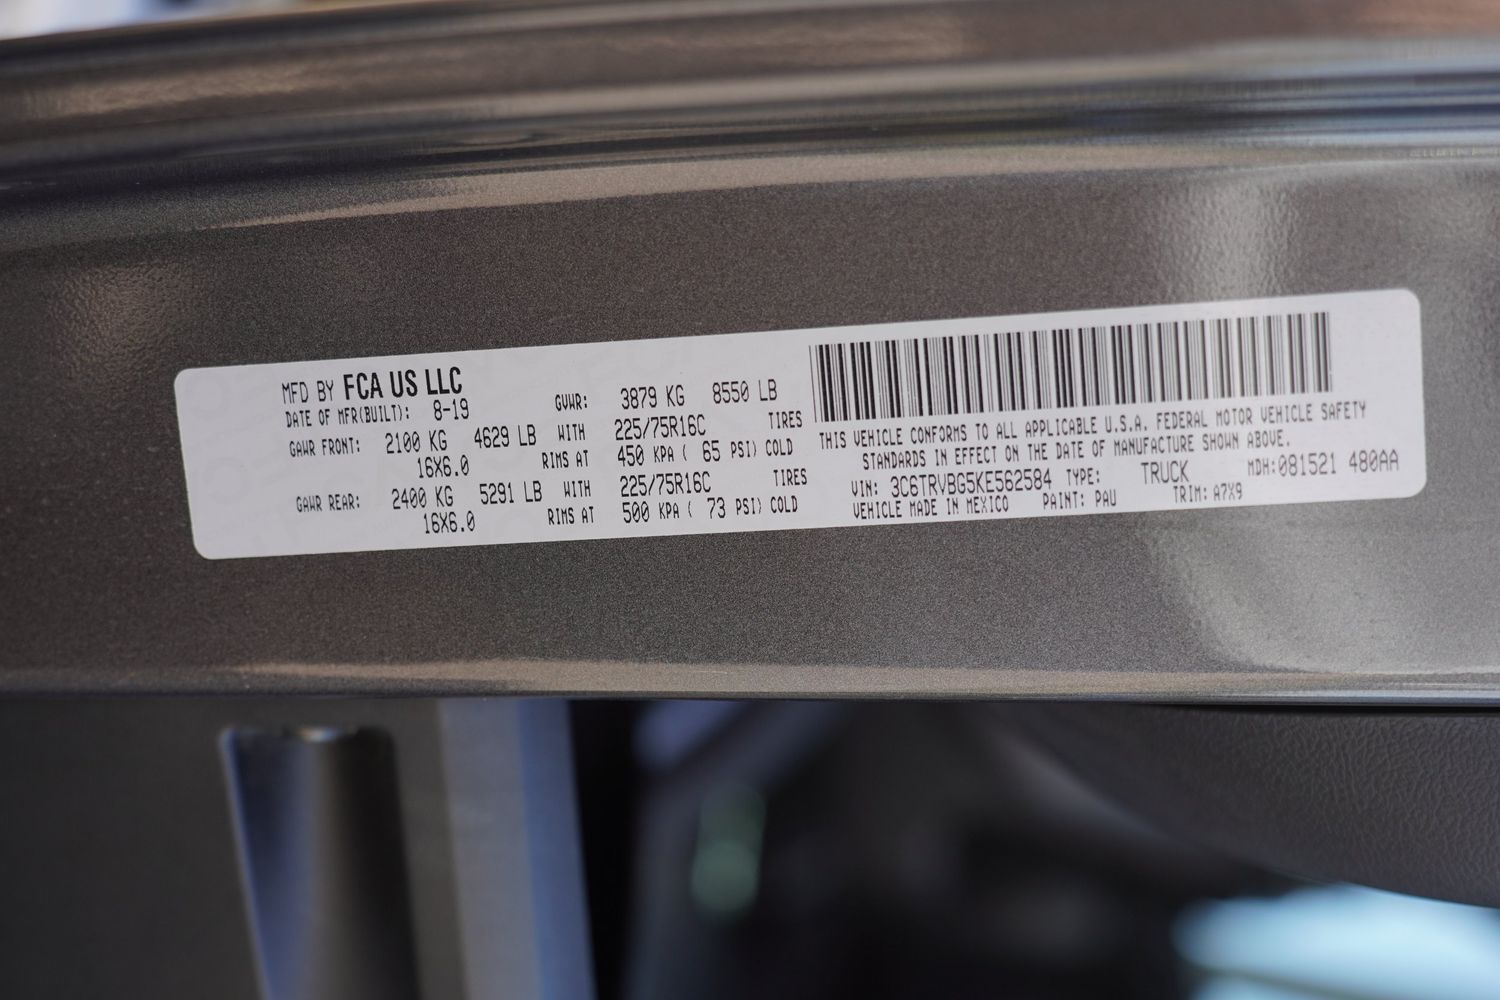 MFD BY FCA US LLC
DATE OF MFR(BUILT): 8-19 GVWR: 3879 KG 8550 LB
GAWR FRONT: 2100 KG 4629 LB WITH 225/75R16C TIRES
16X6.0 RIMS AT 450 KPA ( 65 PSI) COLD
GAWR REAR: 2400 KG 5291 LB WITH 225/75R16C TIRES
16X6.0 RIMS AT 500 KPA ( 73 PSI) COLD
THIS VEHICLE CONFORMS TO ALL APPLICABLE U.S.A. FEDERAL MOTOR VEHICLE SAFETY
STANDARDS IN EFFECT ON THE DATE OF MANUFACTURE SHOWN ABOVE.
VIN: 3C6TRVBG5KE562584 TYPE: TRUCK MDH:081521 480AA
VEHICLE MADE IN MEXICO PAINT: PAU TRIM: A7X9